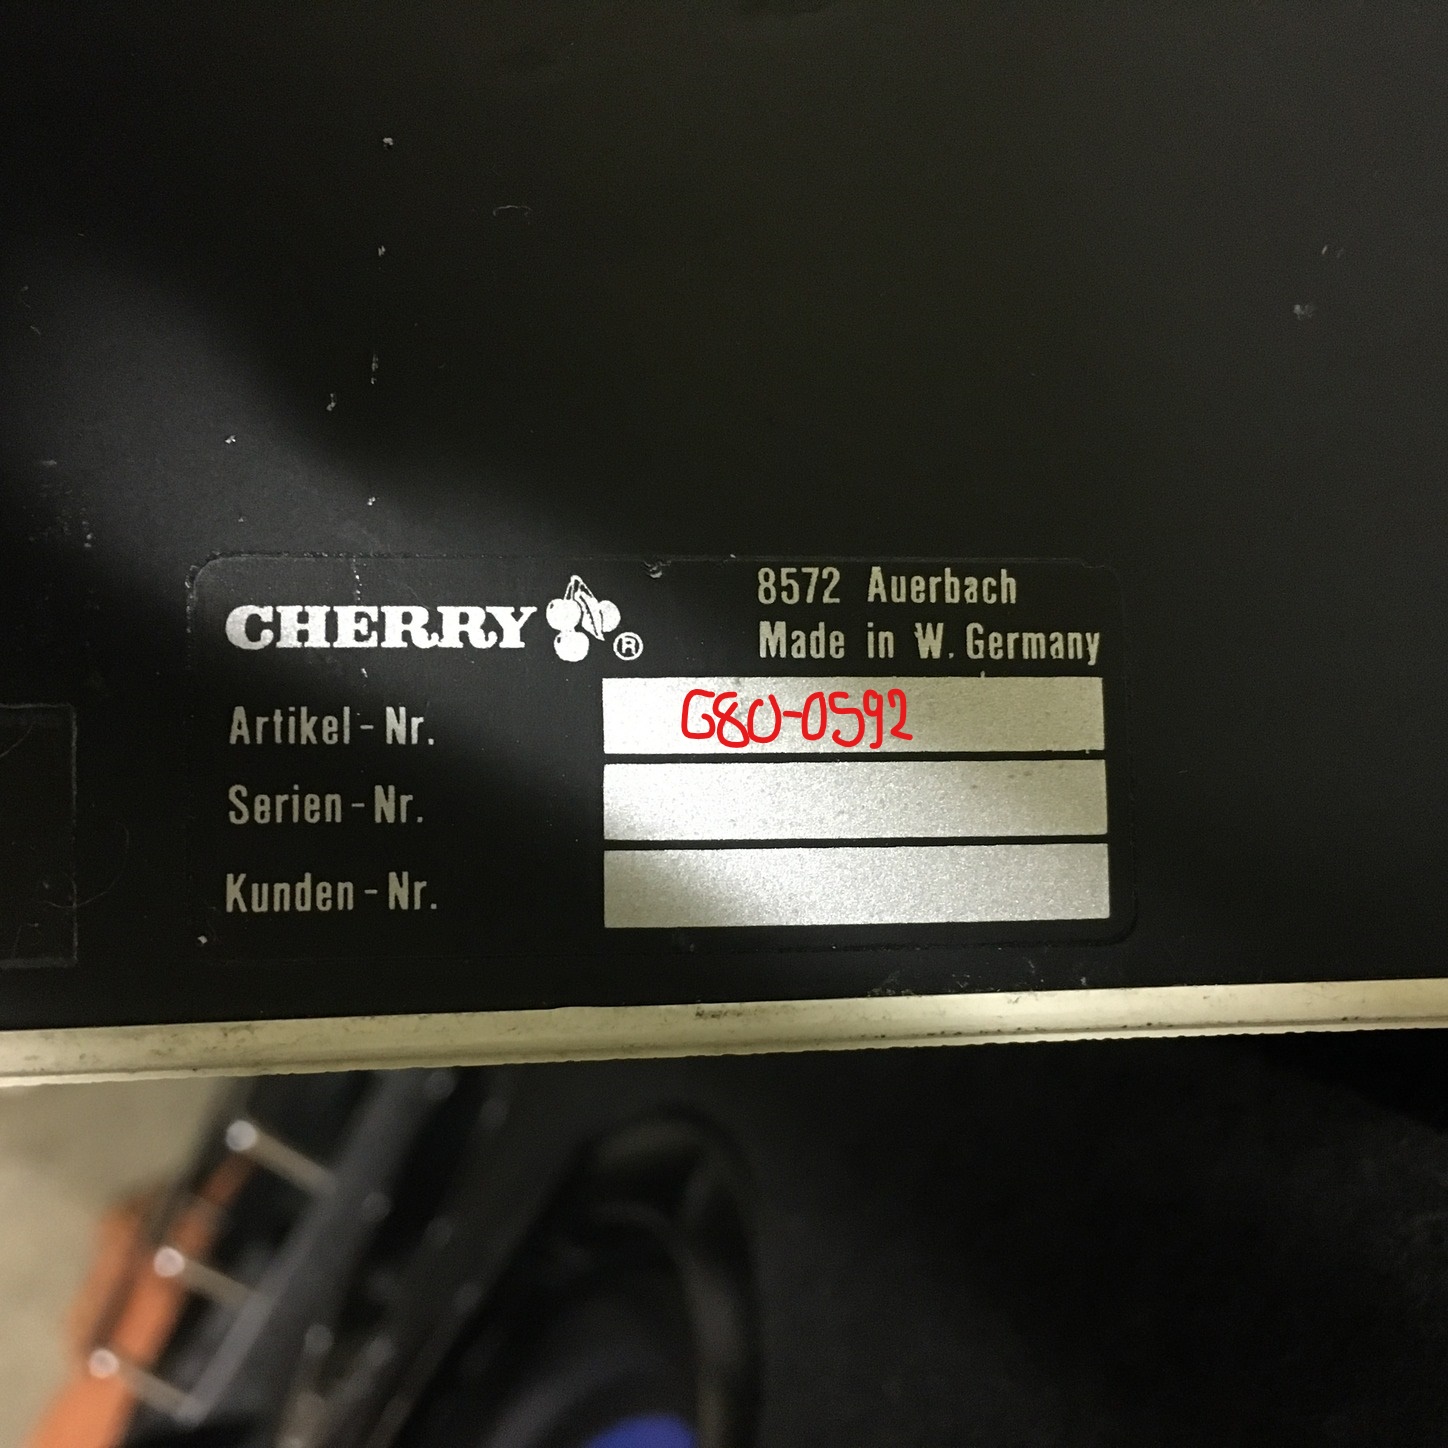 CHERRY ®
8572 Auerbach
Made in W. Germany
Artikel-Nr. G80-0592
Serien-Nr.
Kunden-Nr.